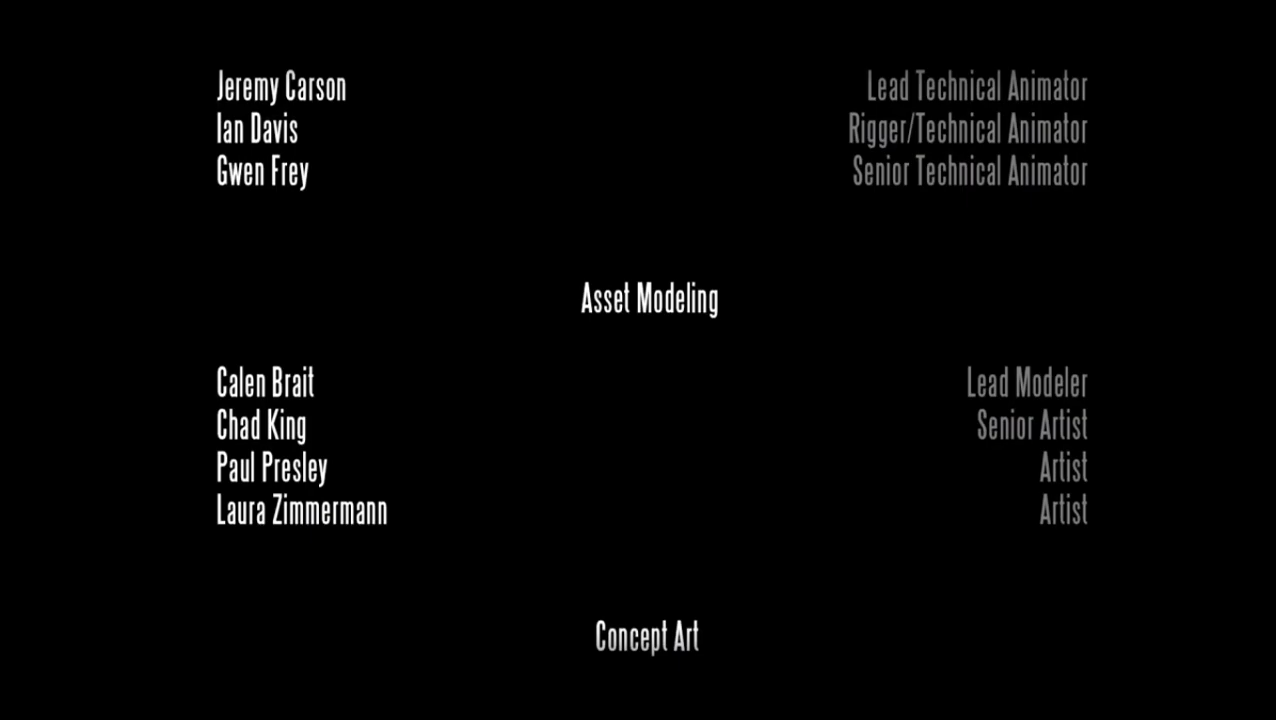 Jeremy Carson Lead Technical Animator
Ian Davis Rigger/Technical Animator
Gwen Frey Senior Technical Animator
Asset Modeling
Calen Brait Lead Modeler
Chad King Senior Artist
Paul Presley Artist
Laura Zimmermann Artist
Concept Art